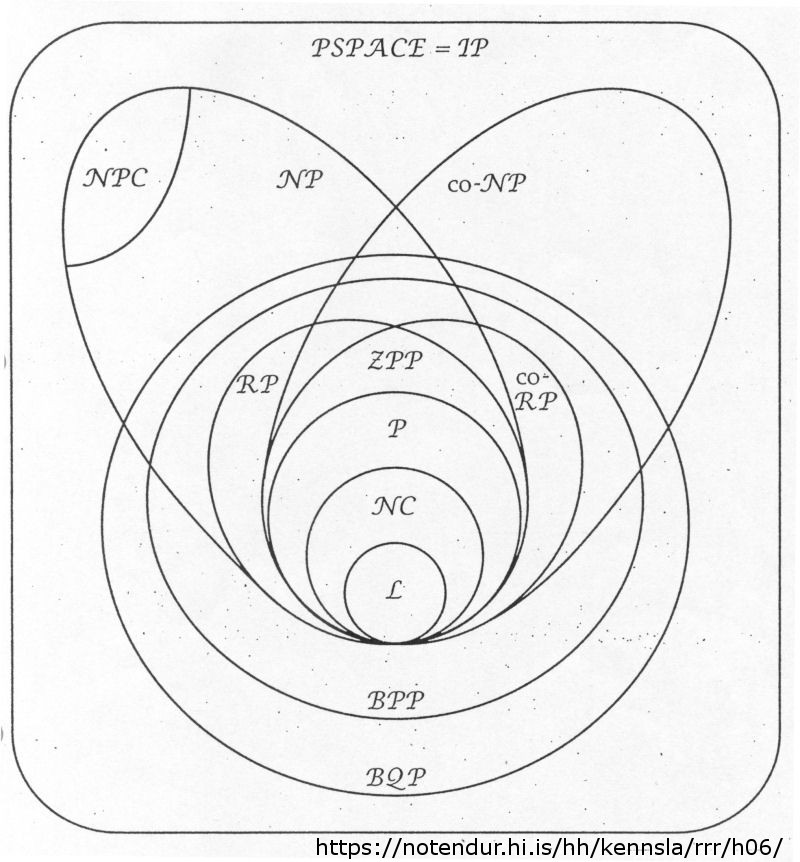 PSPACE = IP
NPC
NP
co-NP
RP
ZPP
co-
RP
P
NC
L
BPP
BQP
https://notendur.hi.is/hh/kennsla/rrr/h06/